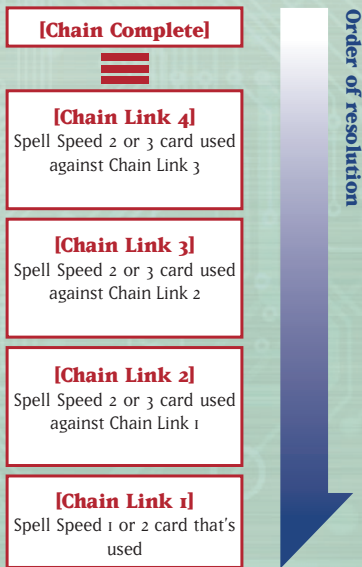 [Chain Complete]
[Chain Link 4]
Spell Speed 2 or 3 card used
against Chain Link 3
[Chain Link 3]
Spell Speed 2 or 3 card used
against Chain Link 2
[Chain Link 2]
Spell Speed 2 or 3 card used
against Chain Link 1
[Chain Link 1]
Spell Speed 1 or 2 card that's
used
Order of resolution